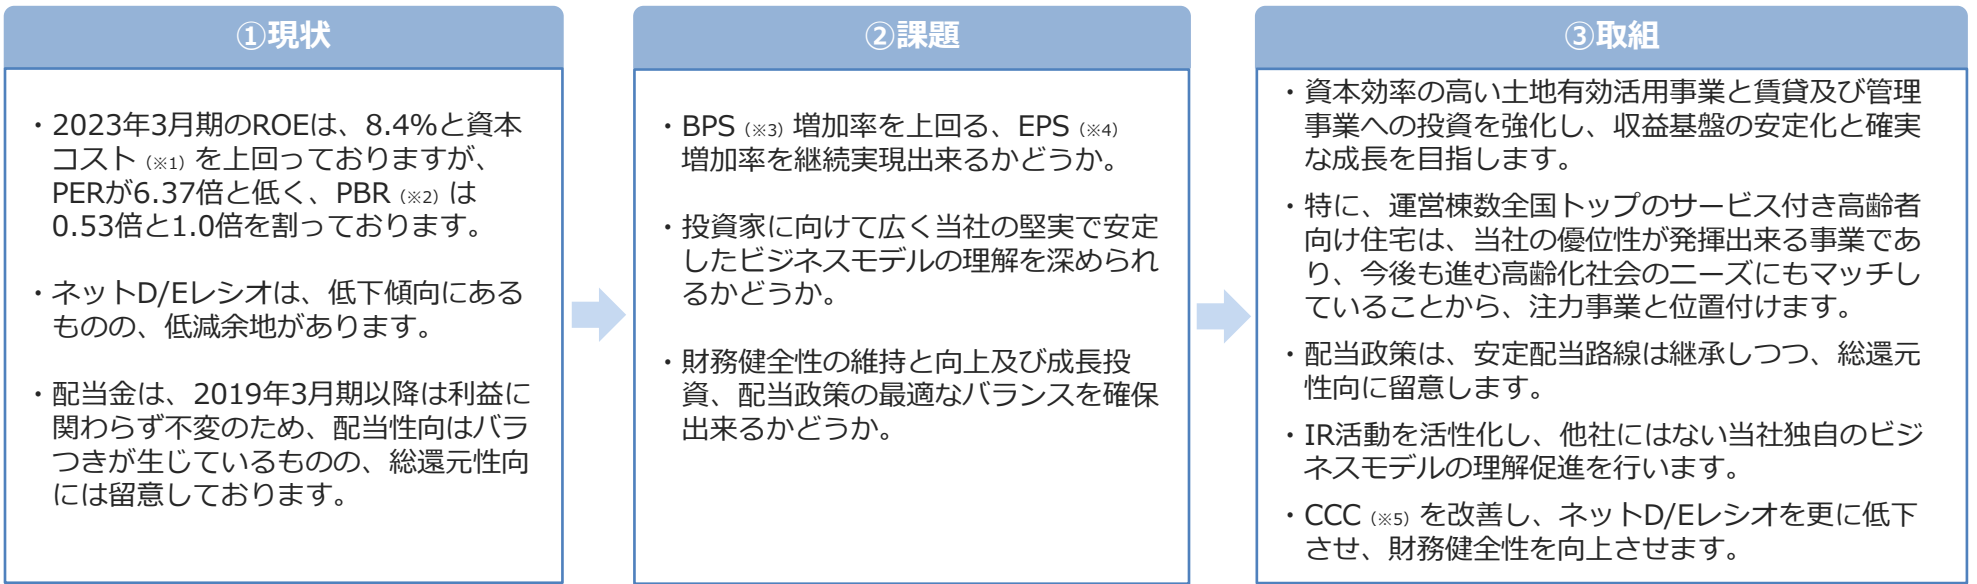 ①現状
・2023年3月期のROEは、8.4%と資本
コスト（※1）を上回っておりますが、
PERが6.37倍と低く、PBR（※2）は
0.53倍と1.0倍を割っております。
・ネットD/Eレシオは、低下傾向にある
ものの、低減余地があります。
・配当金は、2019年3月期以降は利益に
関わらず不変のため、配当性向はバラ
つきが生じているものの、総還元性向
には留意しております。
②課題
・BPS（※3）増加率を上回る、EPS（※4）
増加率を継続実現出来るかどうか。
・投資家に向けて広く当社の堅実で安定
したビジネスモデルの理解を深められ
るかどうか。
・財務健全性の維持と向上及び成長投
資、配当政策の最適なバランスを確保
出来るかどうか。
③取組
・資本効率の高い土地有効活用事業と賃貸及び管理
事業への投資を強化し、収益基盤の安定化と確実
な成長を目指します。
・特に、運営棟数全国トップのサービス付き高齢者
向け住宅は、当社の優位性が発揮出来る事業であ
り、今後も進む高齢化社会のニーズにもマッチし
ていることから、注力事業と位置付けます。
・配当政策は、安定配当路線は継承しつつ、総還元
性向に留意します。
・IR活動を活性化し、他社にはない当社独自のビジ
ネスモデルの理解促進を行います。
・CCC（※5）を改善し、ネットD/Eレシオを更に低下
させ、財務健全性を向上させます。